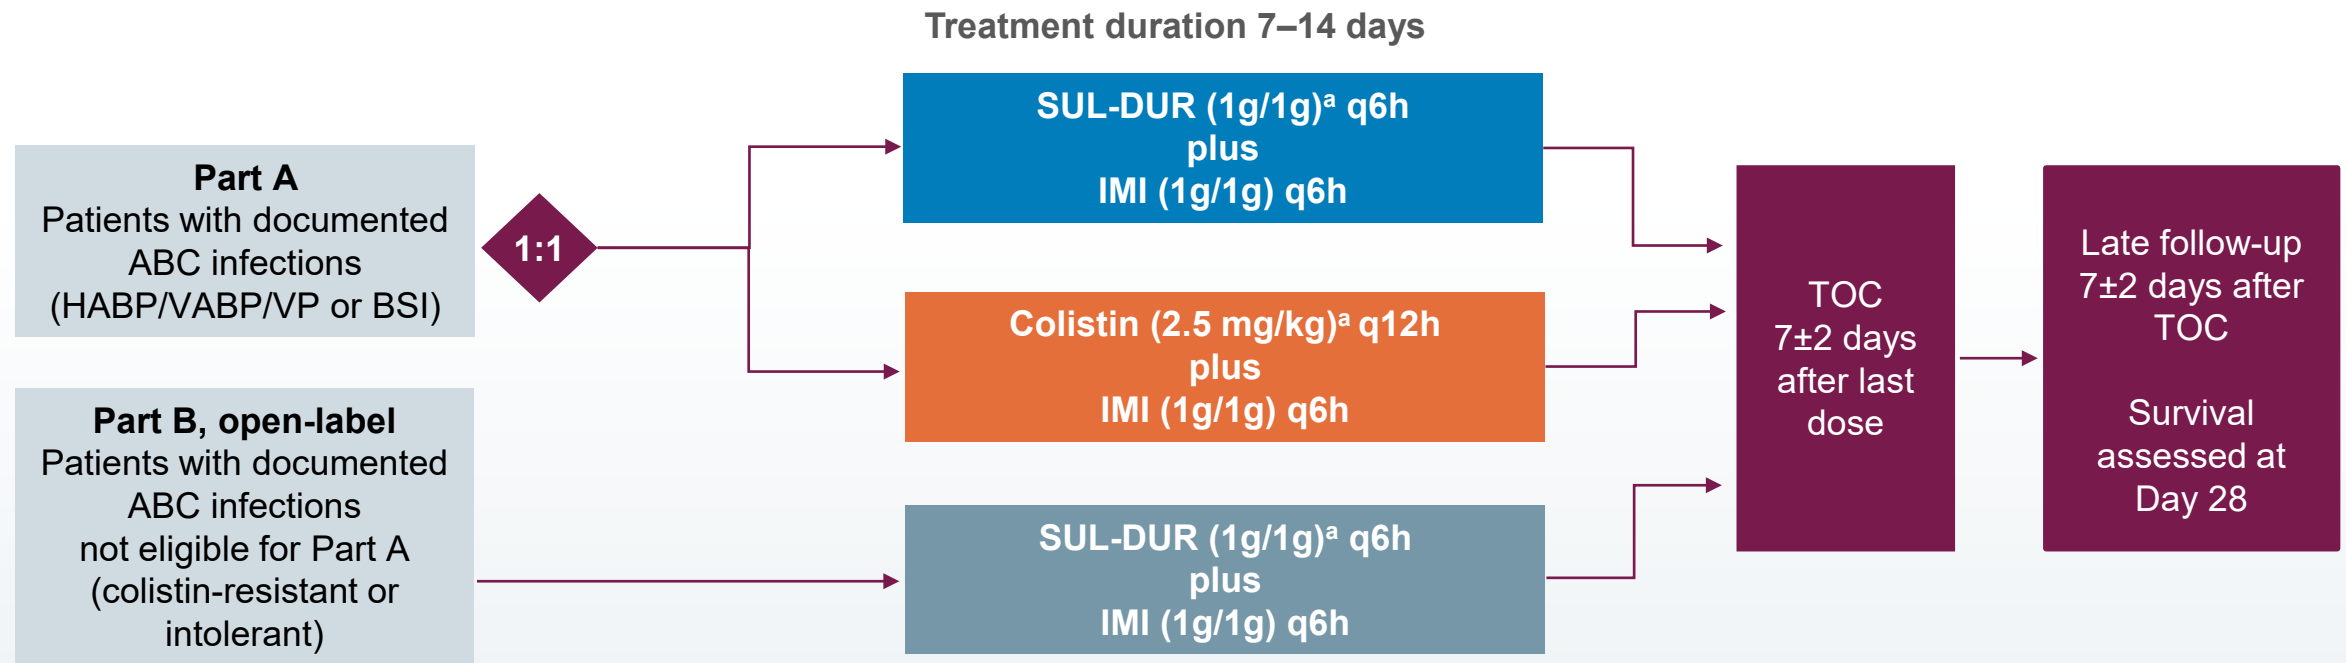 Treatment duration 7–14 days
Part A
Patients with documented
ABC infections
(HABP/VABP/VP or BSI)
1:1
SUL-DUR (1g/1g)ᵃ q6h
plus
IMI (1g/1g) q6h
Colistin (2.5 mg/kg)ᵃ q12h
plus
IMI (1g/1g) q6h
Part B, open-label
Patients with documented
ABC infections
not eligible for Part A
(colistin-resistant or
intolerant)
SUL-DUR (1g/1g)ᵃ q6h
plus
IMI (1g/1g) q6h
TOC
7±2 days
after last
dose
Late follow-up
7±2 days after
TOC
Survival
assessed at
Day 28